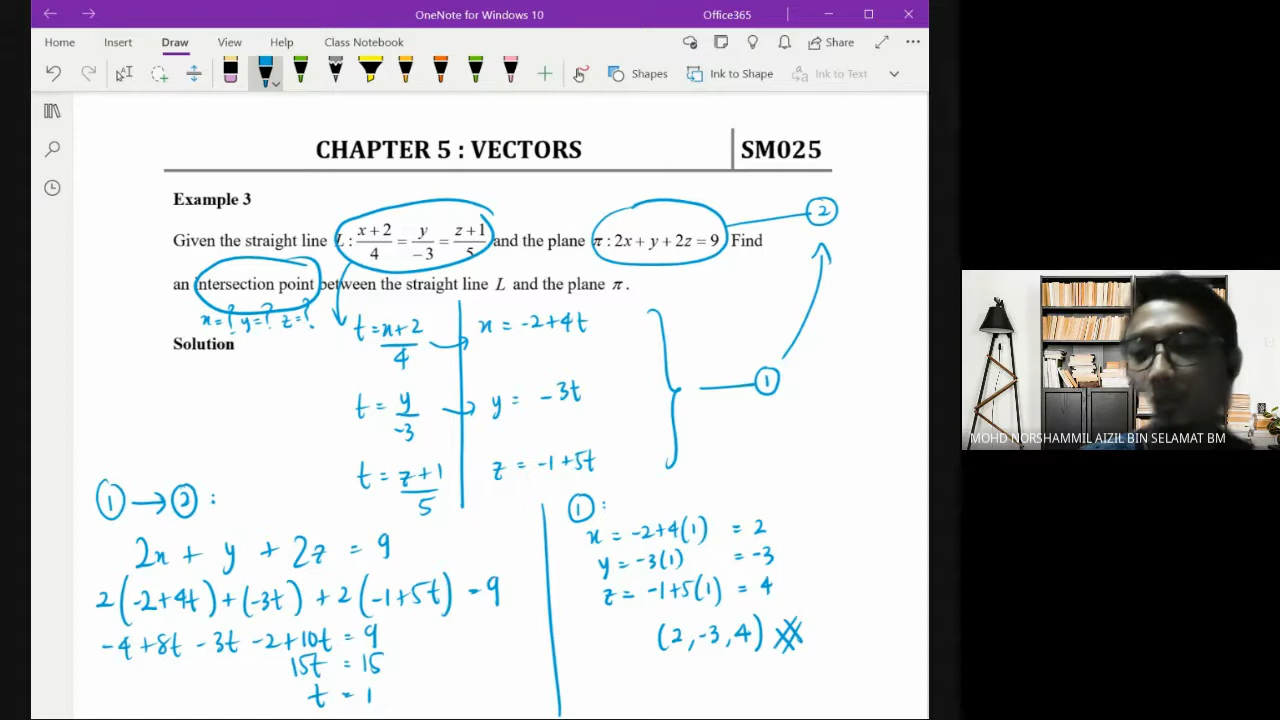 OneNote for Windows 10
Office365
Home Insert Draw View Help Class Notebook
Share
Shapes
Ink to Shape
Ink to Text
CHAPTER 5 : VECTORS
SM025
Example 3
Given the straight line L : x+2/4 = y/−3 = z+1/5 and the plane π : 2x + y + 2z = 9. Find
an intersection point between the straight line L and the plane π.
x=? y=? z=?
Solution
2
t = x+2/4
x = -2+4t
t = y/-3
y = -3t
t = z+1/5
z = -1+5t
1
1 → 2 :
2x + y + 2z = 9
2(-2+4t)+(-3t)+2(-1+5t) = 9
-4+8t-3t-2+10t = 9
15t = 15
t = 1
1 :
x = -2+4(1) = 2
y = -3(1) = -3
z = -1+5(1) = 4
(2,-3,4)
MOHD NORSHAMMIL AIZIL BIN SELAMAT BM